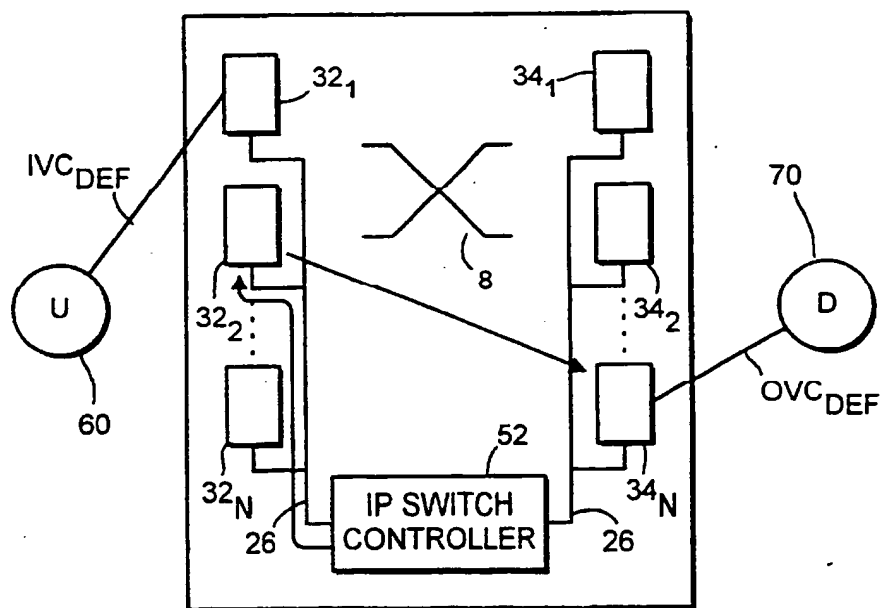 32₁
34₁
IVC_DEF
70
8
U
32₂
34₂
D
60
52
OVC_DEF
32_N
34_N
26
IP SWITCH
CONTROLLER
26